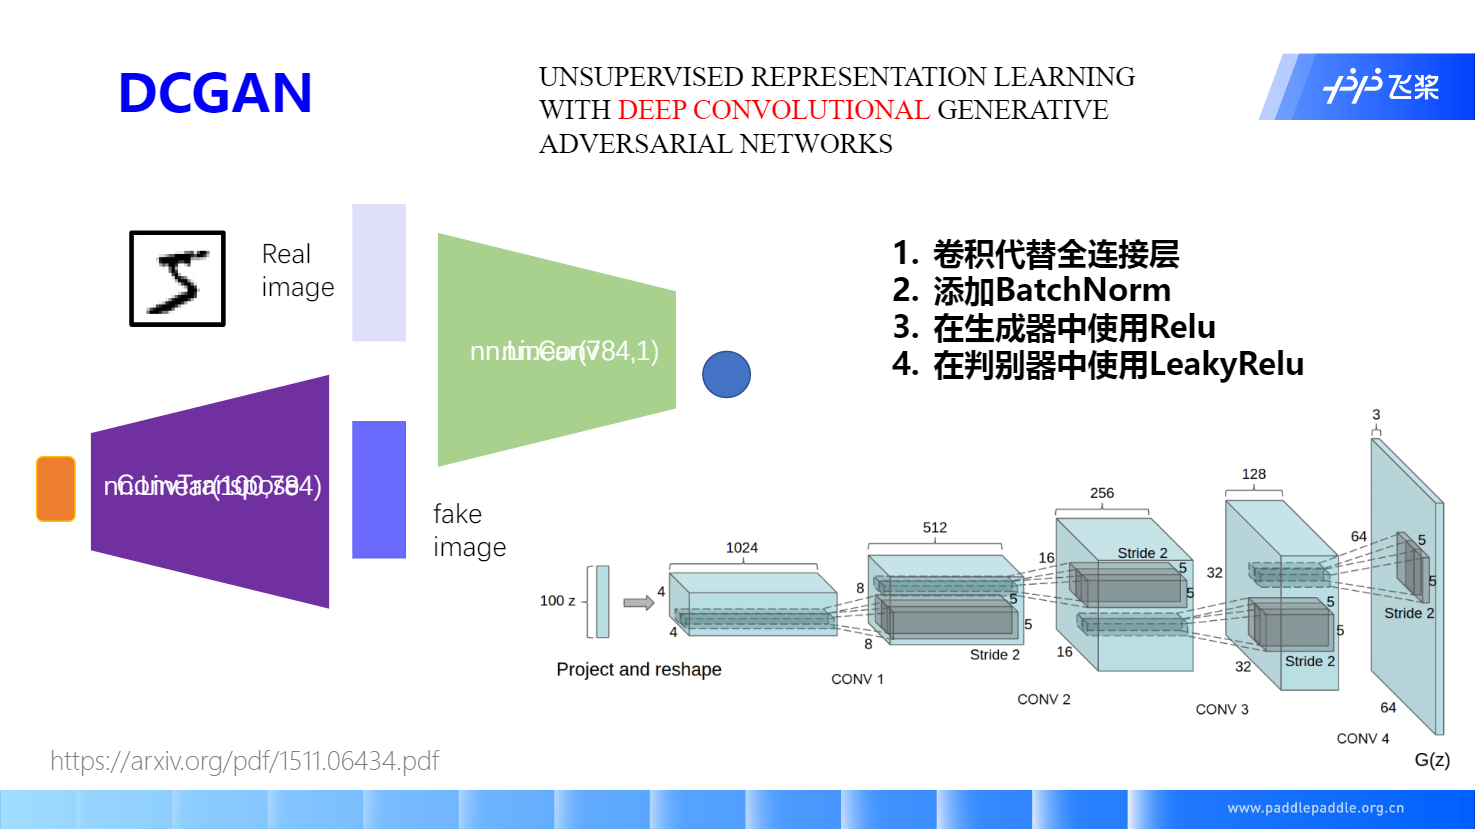 DCGAN
UNSUPERVISED REPRESENTATION LEARNING
WITH DEEP CONVOLUTIONAL GENERATIVE
ADVERSARIAL NETWORKS
飞桨
Real
image
nn.Linear(784,1)
nn.Conv
1. 卷积代替全连接层
2. 添加BatchNorm
3. 在生成器中使用Relu
4. 在判别器中使用LeakyRelu
nn.Linear(100,784)
ConvTranspose
fake
image
100 z
Project and reshape
1024
4
4
512
8
8
5
5
Stride 2
CONV 1
256
16
16
Stride 2
5
5
CONV 2
128
32
32
5
5
Stride 2
CONV 3
3
64
64
5
5
Stride 2
CONV 4
G(z)
https://arxiv.org/pdf/1511.06434.pdf
www.paddlepaddle.org.cn